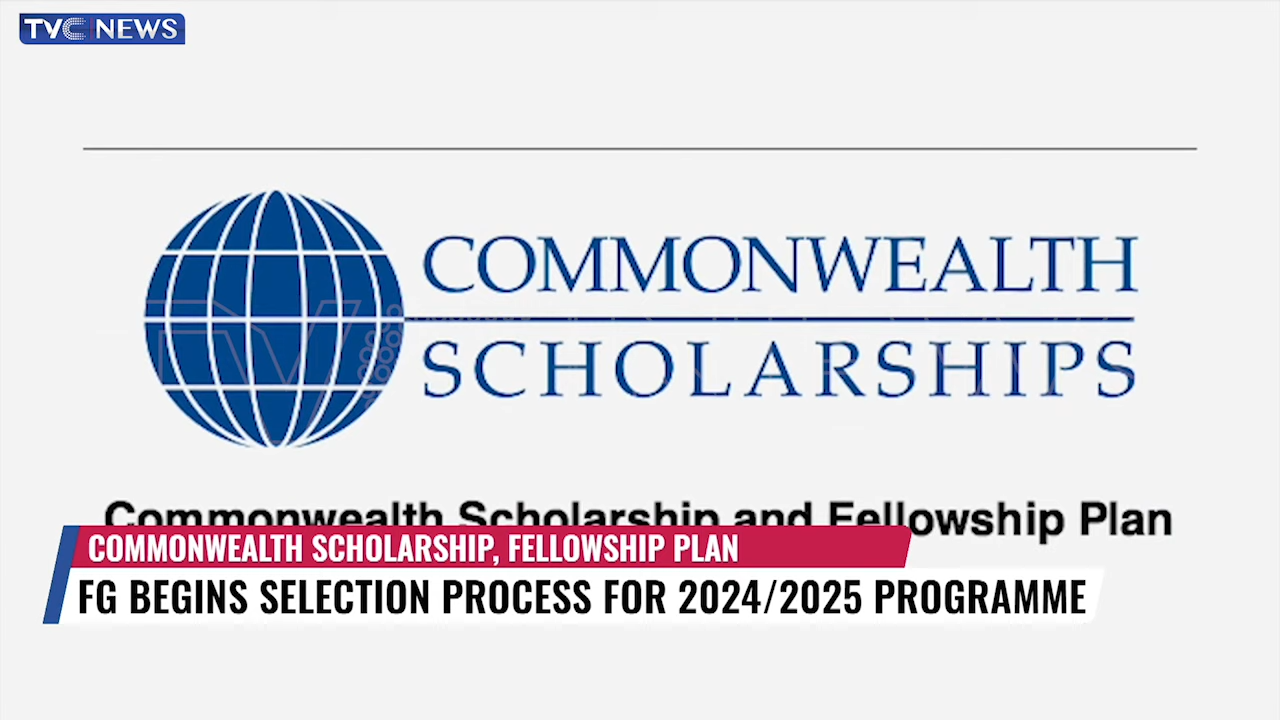 TVC NEWS
COMMONWEALTH
SCHOLARSHIPS
Commonwealth Scholarship and Fellowship Plan
COMMONWEALTH SCHOLARSHIP, FELLOWSHIP PLAN
FG BEGINS SELECTION PROCESS FOR 2024/2025 PROGRAMME